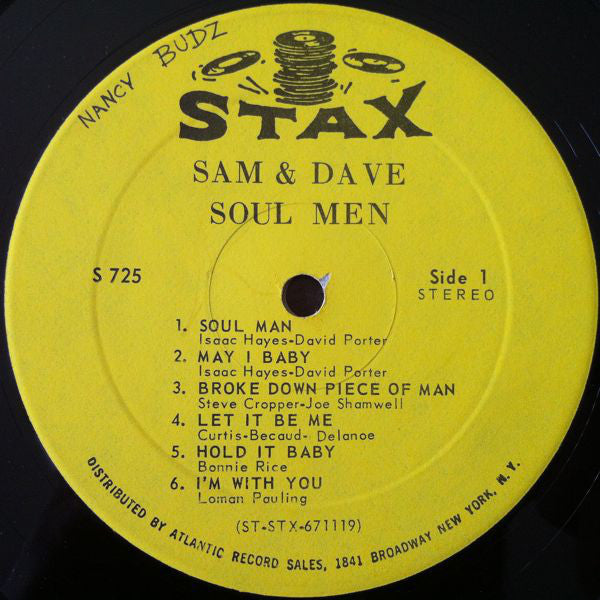 NANCY BUDZ
STAX
SAM & DAVE
SOUL MEN
S 725
Side 1
STEREO
1. SOUL MAN
Isaac Hayes-David Porter
2. MAY I BABY
Isaac Hayes-David Porter
3. BROKE DOWN PIECE OF MAN
Steve Cropper-Joe Shamwell
4. LET IT BE ME
Curtis-Becaud- Delanoe
5. HOLD IT BABY
Bonnie Rice
6. I'M WITH YOU
Loman Pauling
(ST-STX-671119)
DISTRIBUTED BY ATLANTIC RECORD SALES, 1841 BROADWAY NEW YORK, N. Y.